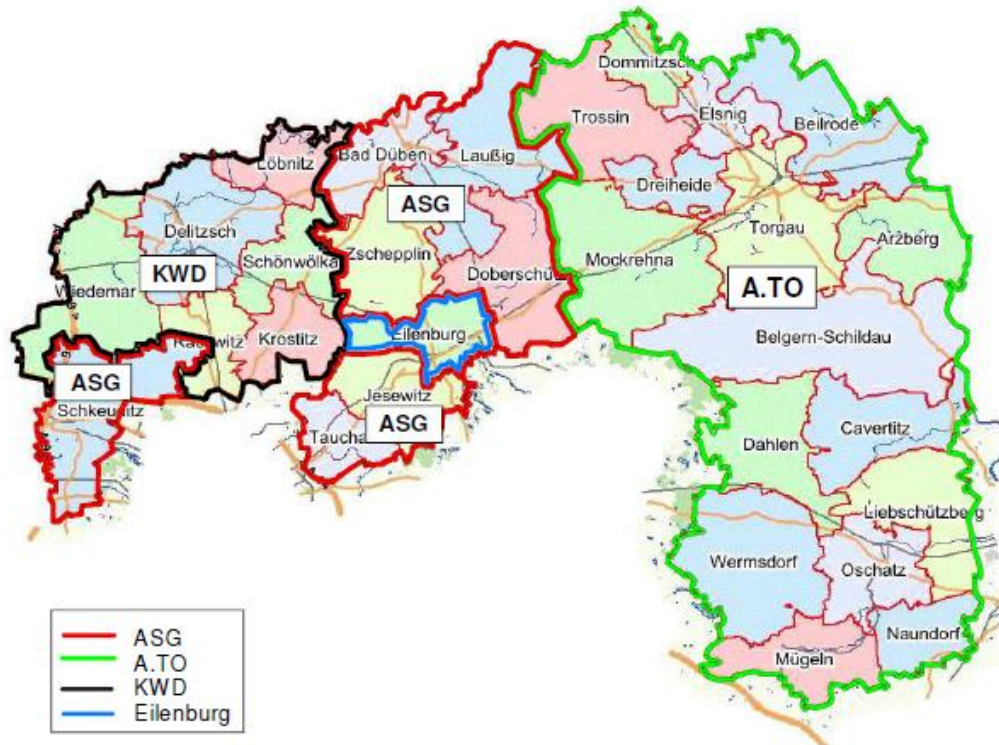 Dommitzsch
Trossin
Elsnig
Beilrode
Löbnitz
Bad Düben
Laußig
Dreiheide
ASG
Delitzsch
Torgau
Arzberg
Zschepplin
Schönwölka
Mockrehna
Doberschütz
KWD
Wiedemar
A.TO
Krostitz
Eilenburg
Belgern-Schildau
ASG
Schkeuditz
Jesewitz
Taucha
ASG
Dahlen
Cavertitz
Liebschützberg
Wermsdorf
Oschatz
Naundorf
Mügeln
ASG
A.TO
KWD
Eilenburg